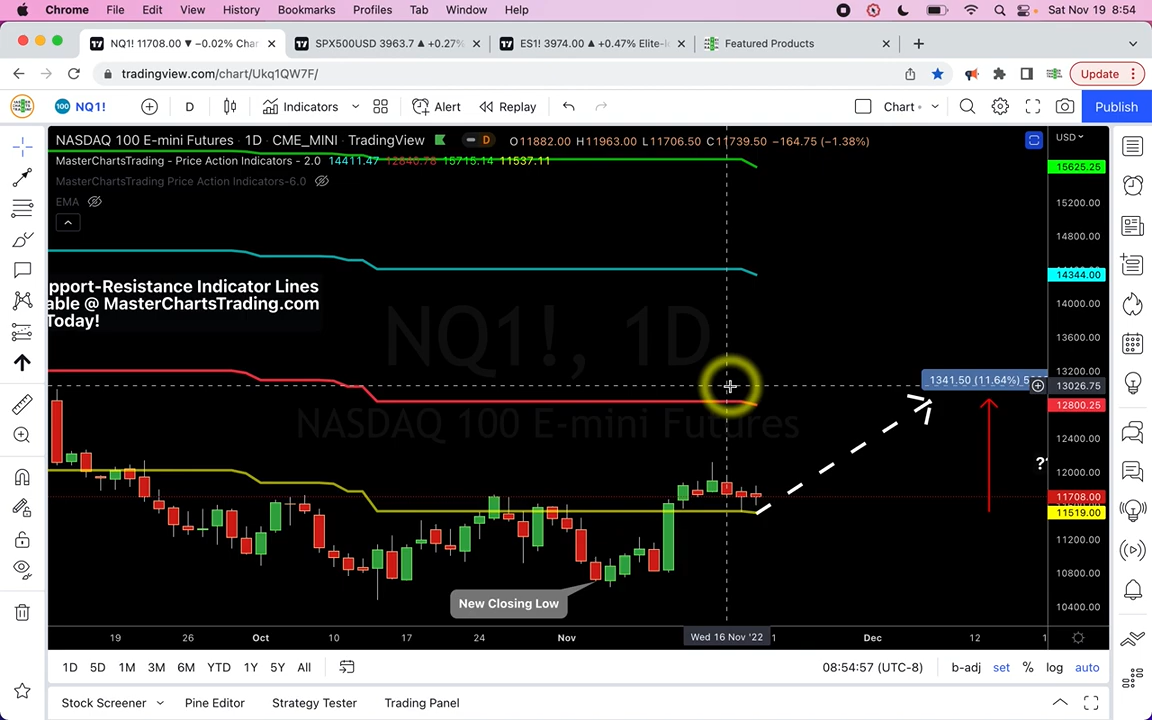 Chrome File Edit View History Bookmarks Profiles Tab Window Help Sat Nov 19 8:54
NQ1! 11708.00 ▼ −0.02% Char
SPX500USD 3963.7 ▲ +0.27%
ES1! 3974.00 ▲ +0.47% Elite-I
Featured Products
tradingview.com/chart/Ukq1QW7F/ Update
100 NQ1! D Indicators Alert Replay Chart Publish
NASDAQ 100 E-mini Futures · 1D · CME_MINI · TradingView D O11882.00 H11963.00 L11706.50 C11739.50 −164.75 (−1.38%) USD
MasterChartsTrading - Price Action Indicators - 2.0 14411.47 12840.78 15715.14 11537.11
15625.25
MasterChartsTrading Price Action Indicators-6.0
EMA
15200.00
14800.00
14344.00
pport-Resistance Indicator Lines
able @ MasterChartsTrading.com
14000.00
Today!
NQ1!, 1D
13600.00
13200.00
1341.50 (11.64%)
13026.75
12800.25
NASDAQ 100 E-mini Futures
12400.00
??
12000.00
11708.00
11519.00
11200.00
10800.00
New Closing Low
10400.00
19 26 Oct 10 17 24 Nov Wed 16 Nov '22 Dec 12
1D 5D 1M 3M 6M YTD 1Y 5Y All 08:54:57 (UTC-8) b-adj set % log auto
Stock Screener Pine Editor Strategy Tester Trading Panel